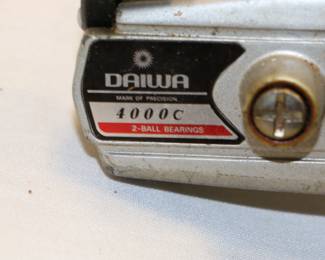 DAIWA
MARK OF PRECISION
4000C
2-BALL BEARINGS